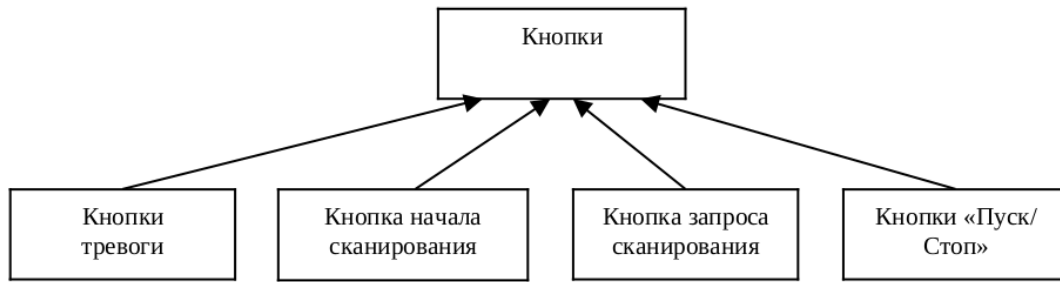 Кнопки
Кнопки
тревоги
Кнопка начала
сканирования
Кнопка запроса
сканирования
Кнопки «Пуск/
Стоп»